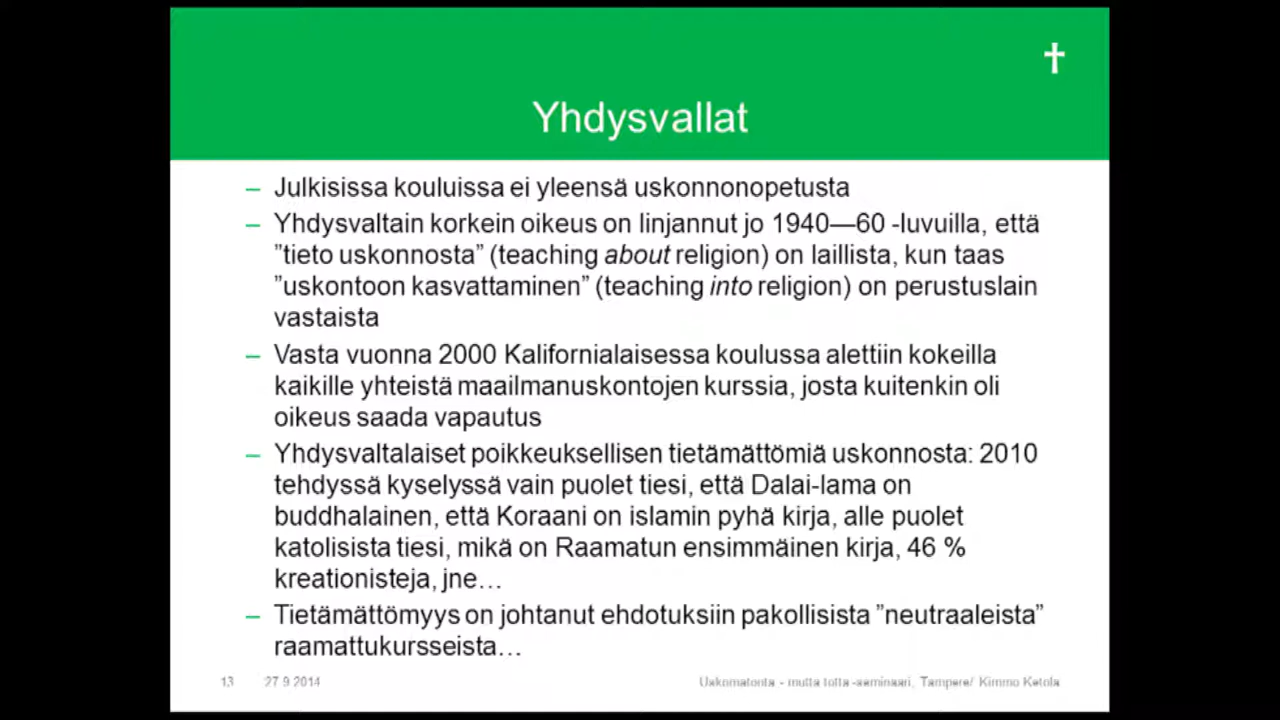 Yhdysvallat
– Julkisissa kouluissa ei yleensä uskonnonopetusta
– Yhdysvaltain korkein oikeus on linjannut jo 1940—60 -luvuilla, että
”tieto uskonnosta” (teaching about religion) on laillista, kun taas
”uskontoon kasvattaminen” (teaching into religion) on perustuslain
vastaista
– Vasta vuonna 2000 Kalifornialaisessa koulussa alettiin kokeilla
kaikille yhteistä maailmanuskontojen kurssia, josta kuitenkin oli
oikeus saada vapautus
– Yhdysvaltalaiset poikkeuksellisen tietämättömiä uskonnosta: 2010
tehdyssä kyselyssä vain puolet tiesi, että Dalai-lama on
buddhalainen, että Koraani on islamin pyhä kirja, alle puolet
katolisista tiesi, mikä on Raamatun ensimmäinen kirja, 46 %
kreationisteja, jne…
– Tietämättömyys on johtanut ehdotuksiin pakollisista ”neutraaleista”
raamattukursseista…
13 27.9.2014 Uskomatonta - mutta totta -seminaari, Tampere/ Kimmo Ketola